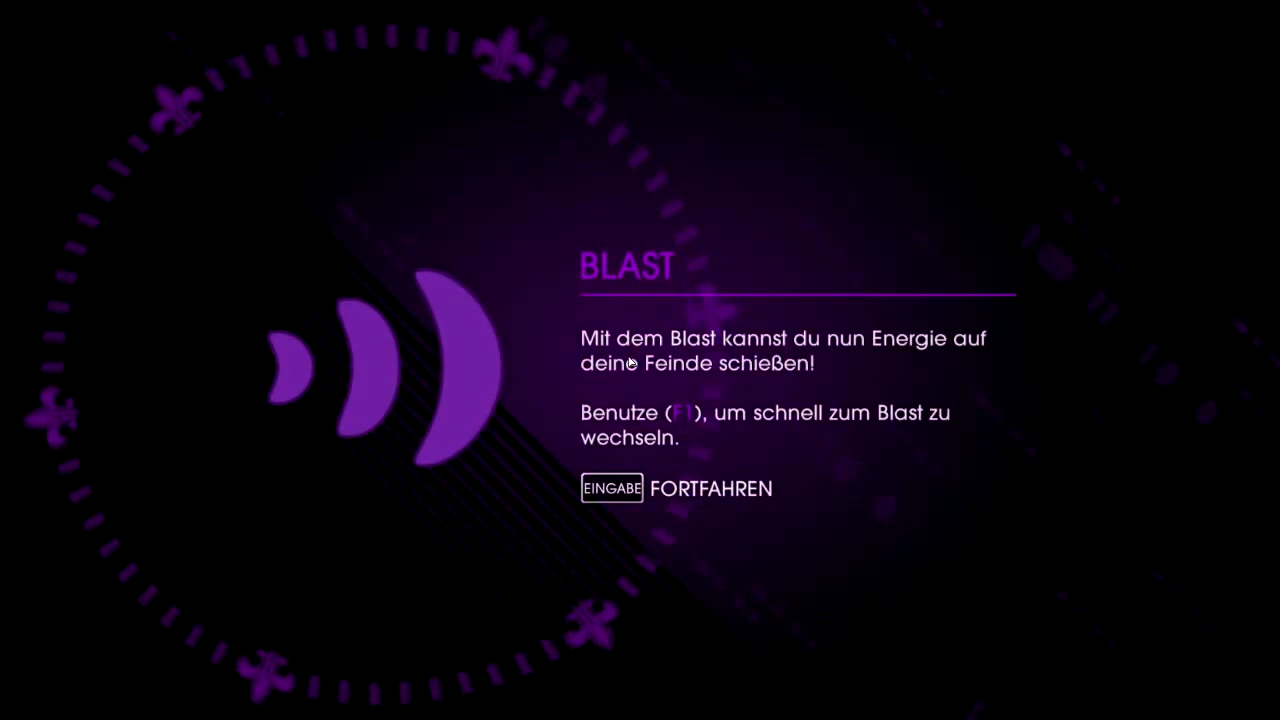 BLAST
Mit dem Blast kannst du nun Energie auf
deine Feinde schießen!
Benutze (F1), um schnell zum Blast zu
wechseln.
EINGABE FORTFAHREN